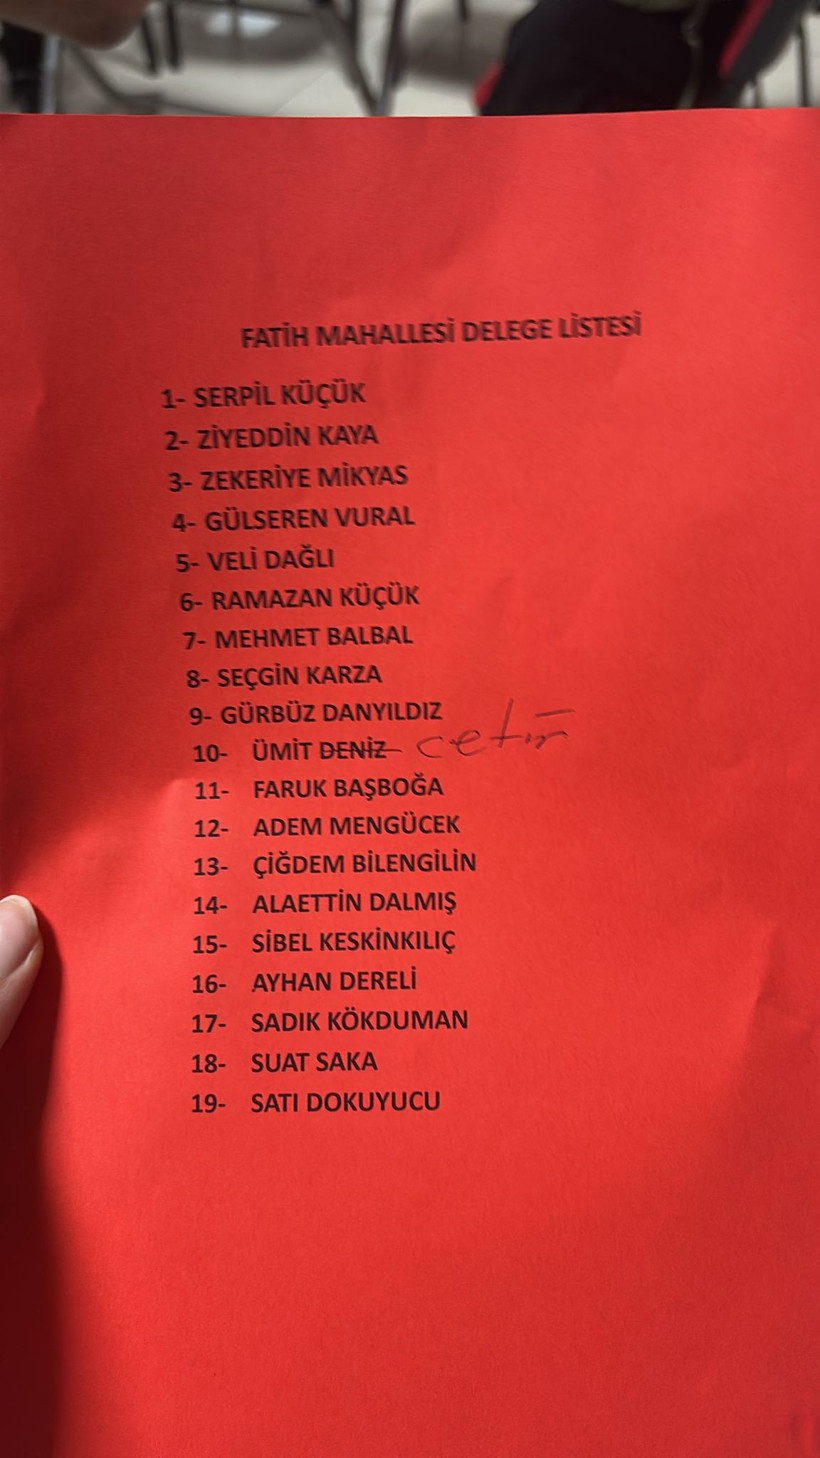 FATİH MAHALLESİ DELEGE LİSTESİ
1- SERPİL KÜÇÜK
2- ZİYEDDİN KAYA
3- ZEKERİYE MİKYAS
4- GÜLSEREN VURAL
5- VELİ DAĞLI
6- RAMAZAN KÜÇÜK
7- MEHMET BALBAL
8- SEÇGİN KARZA
9- GÜRBÜZ DANYILDIZ
10- ÜMİT DENİZ
11- FARUK BAŞBOĞA
12- ADEM MENGÜCEK
13- ÇİĞDEM BİLENGİLİN
14- ALAETTİN DALMIŞ
15- SİBEL KESKİNKILIÇ
16- AYHAN DERELİ
17- SADIK KÖKDUMAN
18- SUAT SAKA
19- SATI DOKUYUCU